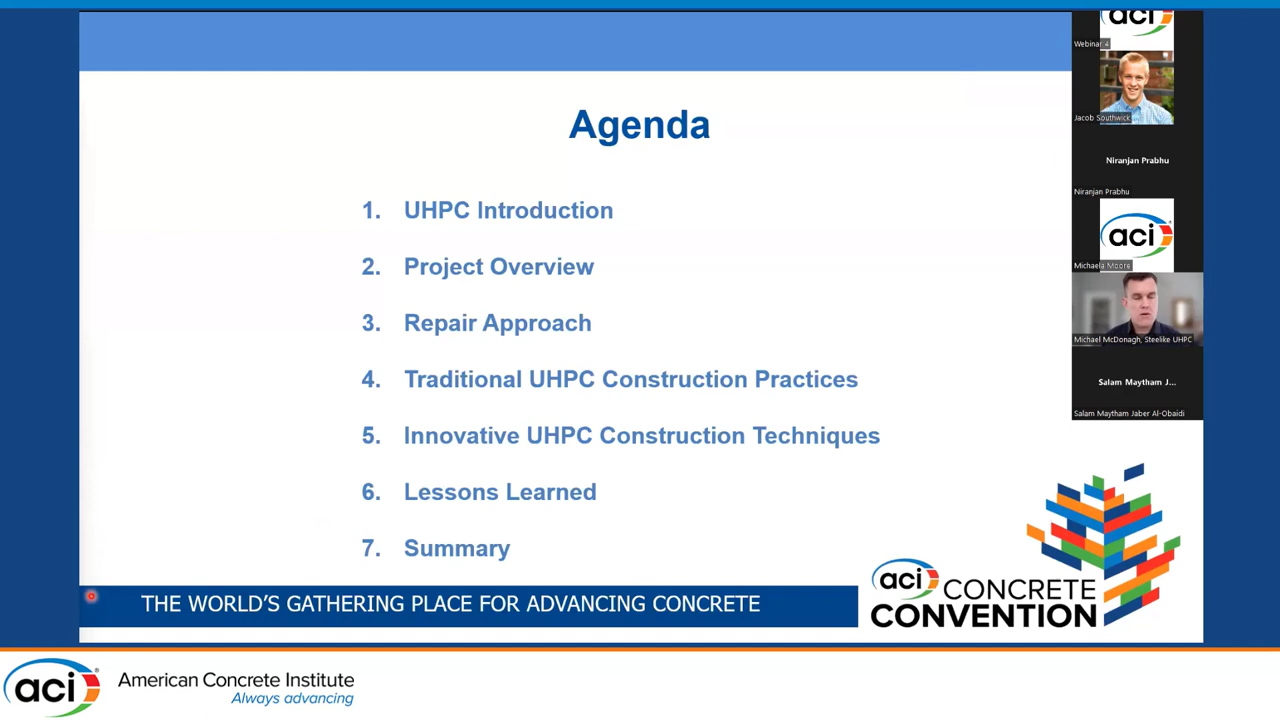 Agenda
1. UHPC Introduction
2. Project Overview
3. Repair Approach
4. Traditional UHPC Construction Practices
5. Innovative UHPC Construction Techniques
6. Lessons Learned
7. Summary
THE WORLD'S GATHERING PLACE FOR ADVANCING CONCRETE
aci CONCRETE
CONVENTION
aci
Webinar 4
Jacob Southwick
Niranjan Prabhu
Niranjan Prabhu
aci
Michaela Moore
Michael McDonagh, Steelike UHPC
Salam Maytham J...
Salam Maytham Jaber Al-Obaidi
aci®
American Concrete Institute
Always advancing